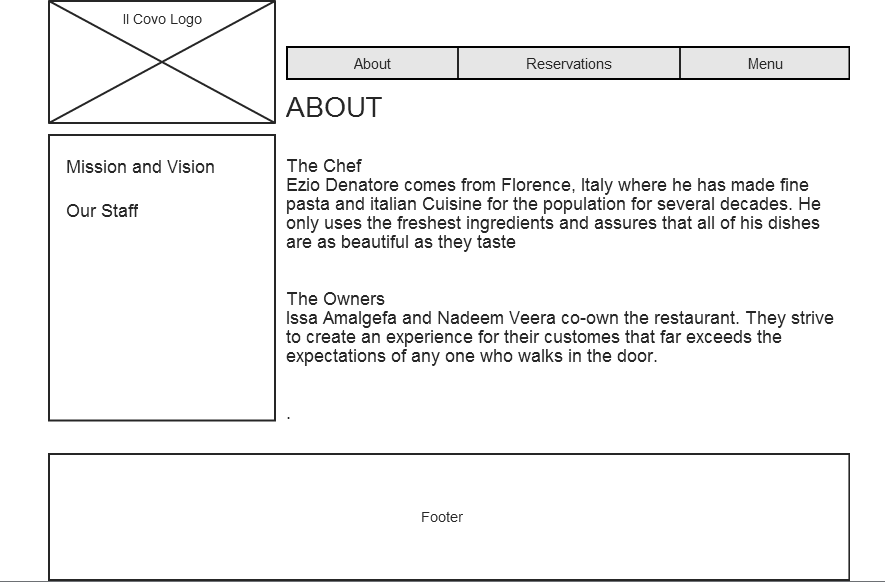 Il Covo Logo
About
Reservations
Menu
ABOUT
Mission and Vision
Our Staff
The Chef
Ezio Denatore comes from Florence, Italy where he has made fine
pasta and italian Cuisine for the population for several decades. He
only uses the freshest ingredients and assures that all of his dishes
are as beautiful as they taste
The Owners
Issa Amalgefa and Nadeem Veera co-own the restaurant. They strive
to create an experience for their customes that far exceeds the
expectations of any one who walks in the door.
.
Footer